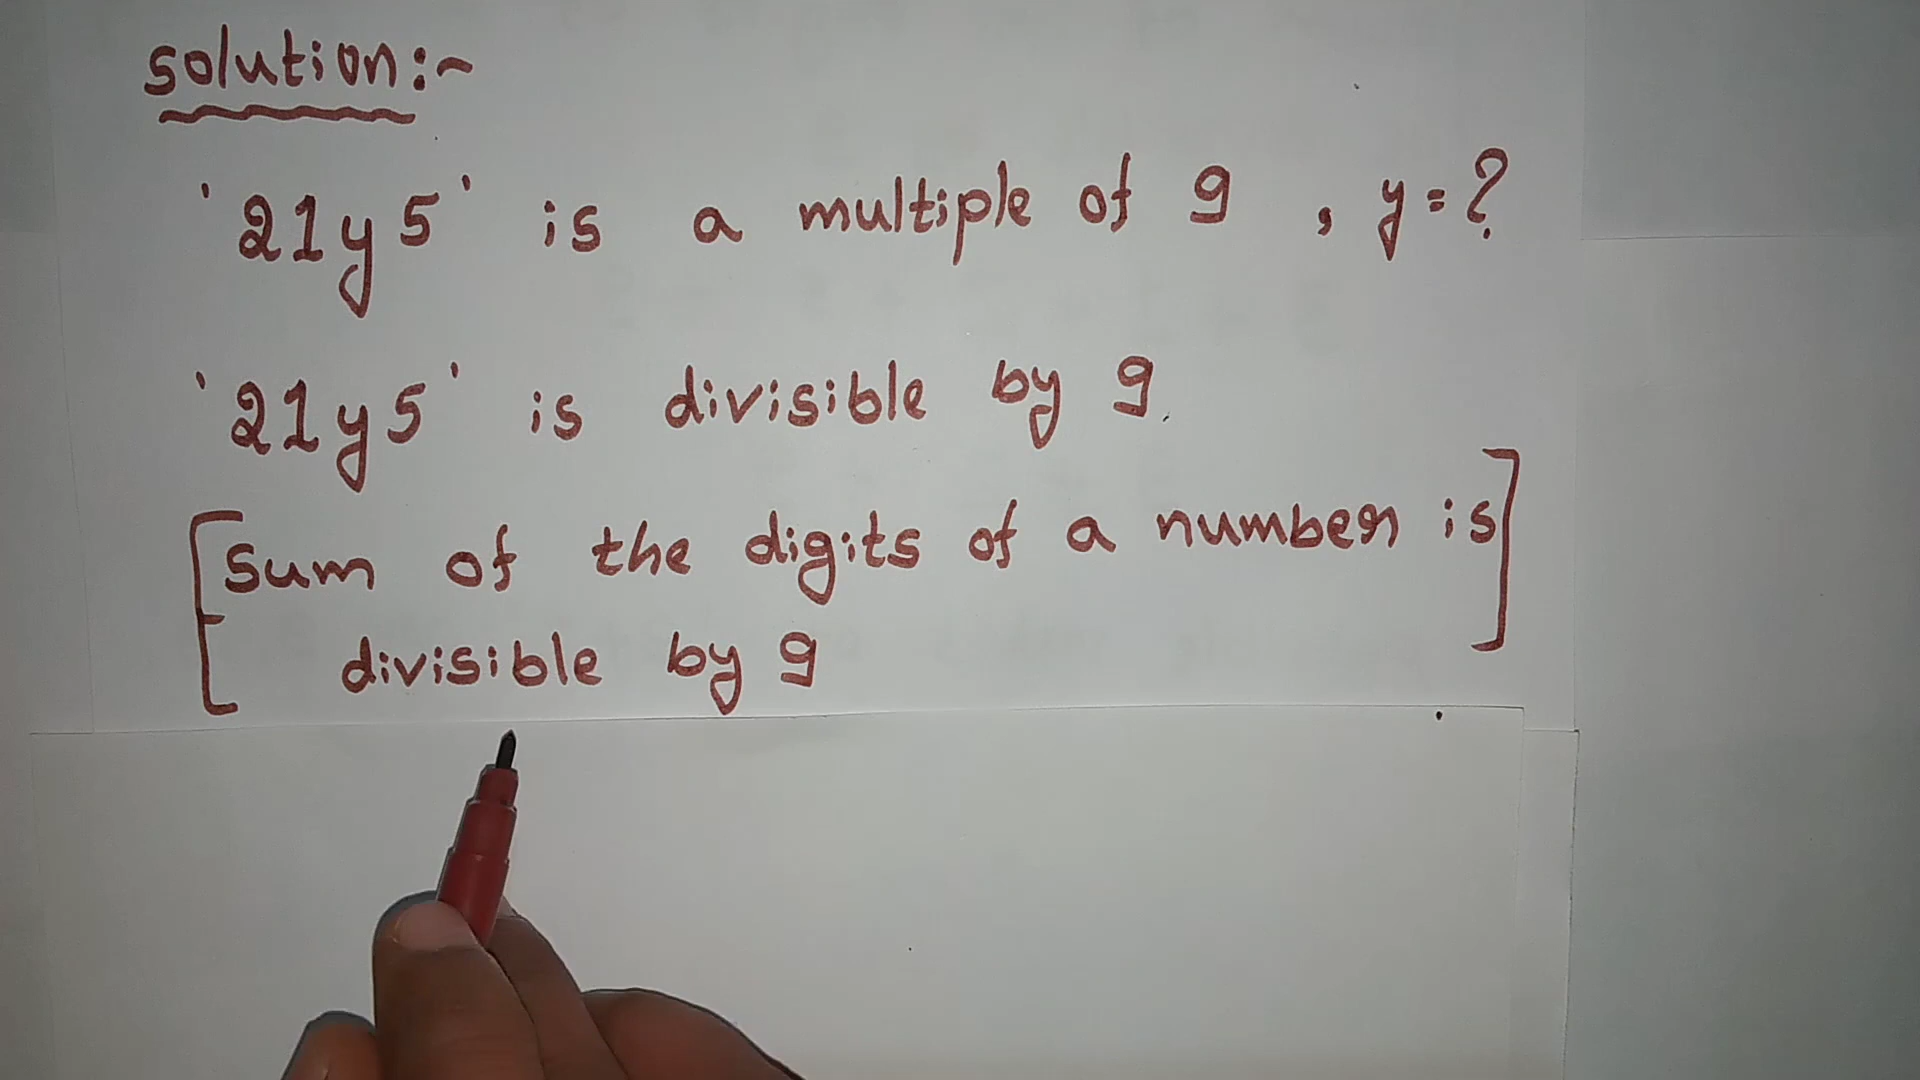 solution:~
'21y5' is a multiple of 9 , y=?
'21y5' is divisible by 9.
[Sum of the digits of a number is]
divisible by 9